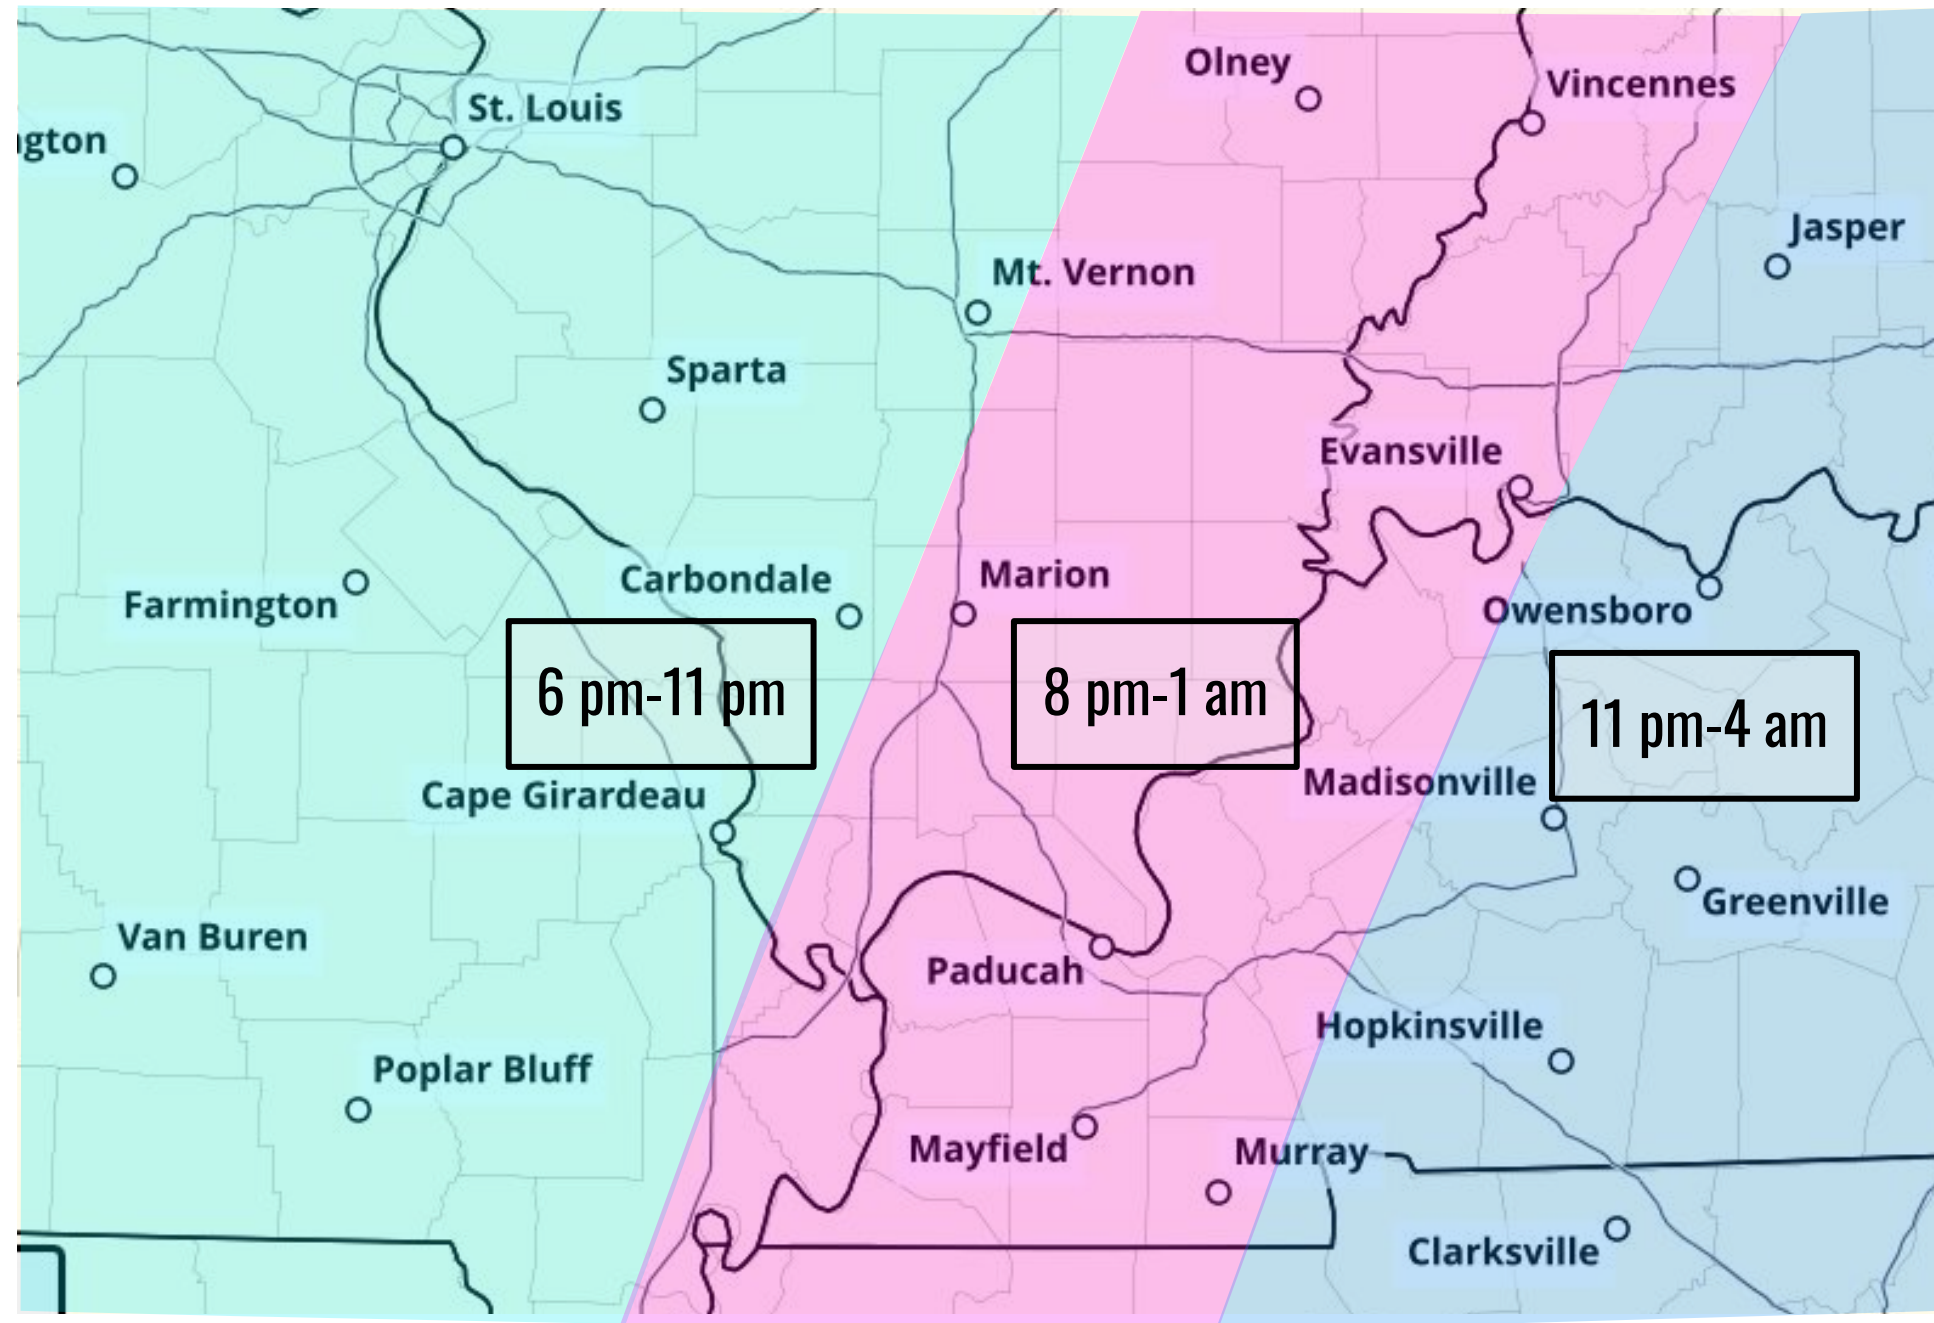 Olney
Vincennes
St. Louis
gton
Jasper
Mt. Vernon
Sparta
Evansville
Carbondale
Marion
Farmington
Owensboro
6 pm-11 pm
8 pm-1 am
11 pm-4 am
Madisonville
Cape Girardeau
Greenville
Van Buren
Paducah
Hopkinsville
Poplar Bluff
Mayfield
Murray
Clarksville